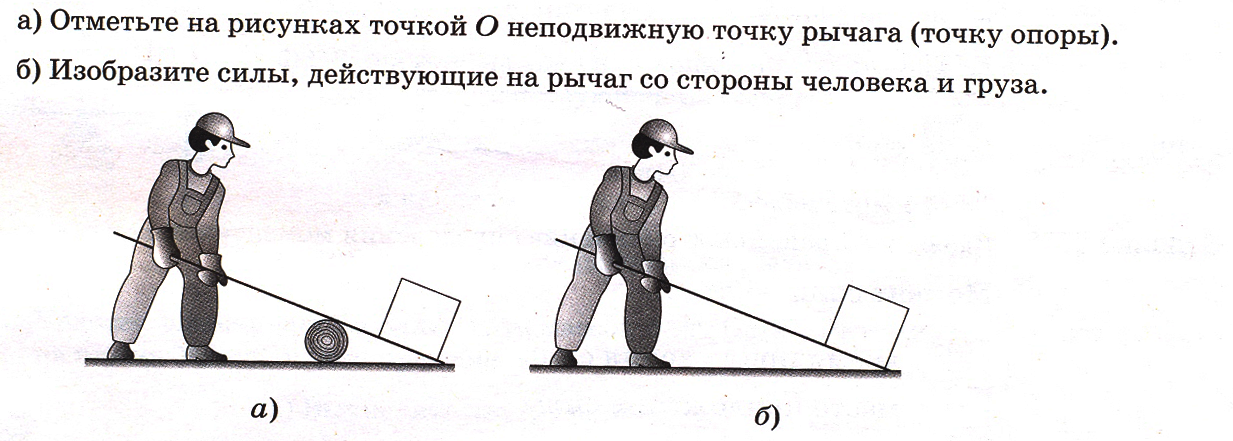 а) Отметьте на рисунках точкой О неподвижную точку рычага (точку опоры).
б) Изобразите силы, действующие на рычаг со стороны человека и груза.
а)
б)